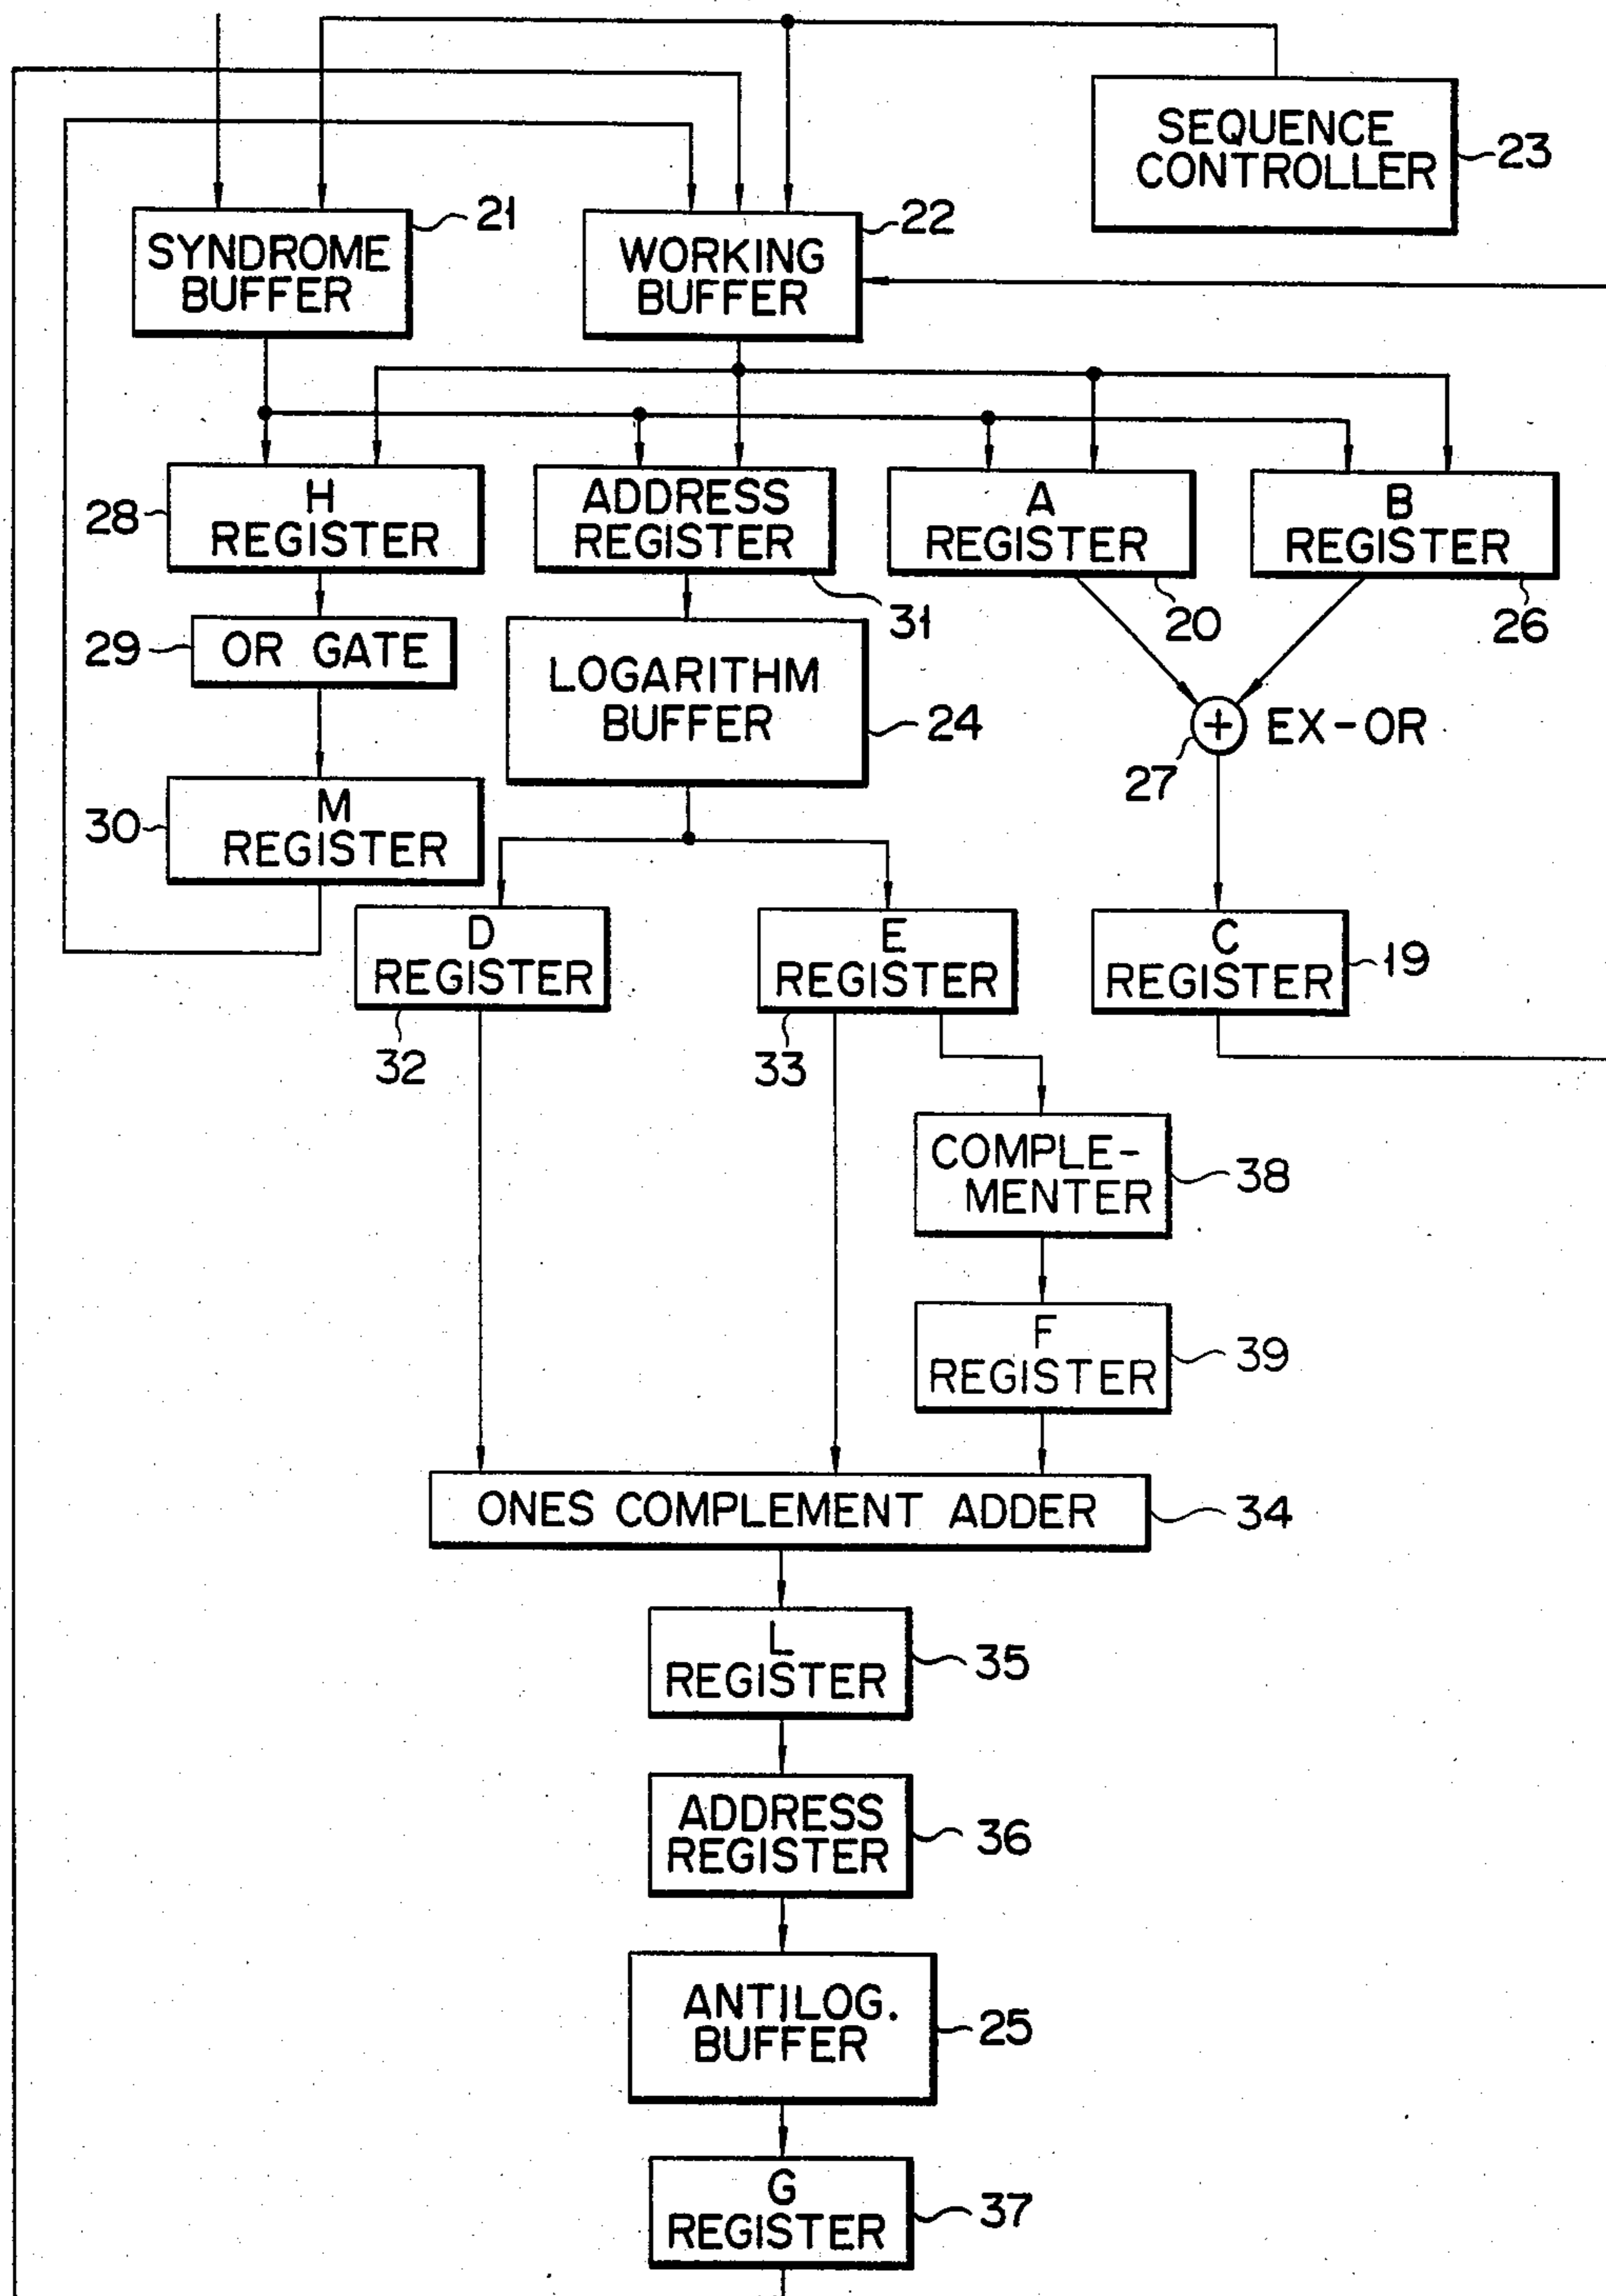 SEQUENCE
CONTROLLER
23
SYNDROME
BUFFER
21
WORKING
BUFFER
22
H
REGISTER
28
ADDRESS
REGISTER
31
A
REGISTER
20
B
REGISTER
26
OR GATE
29
LOGARITHM
BUFFER
24
+
EX-OR
27
M
REGISTER
30
D
REGISTER
32
E
REGISTER
33
C
REGISTER
19
COMPLE-
MENTER
38
F
REGISTER
39
ONES COMPLEMENT ADDER
34
L
REGISTER
35
ADDRESS
REGISTER
36
ANTILOG.
BUFFER
25
G
REGISTER
37